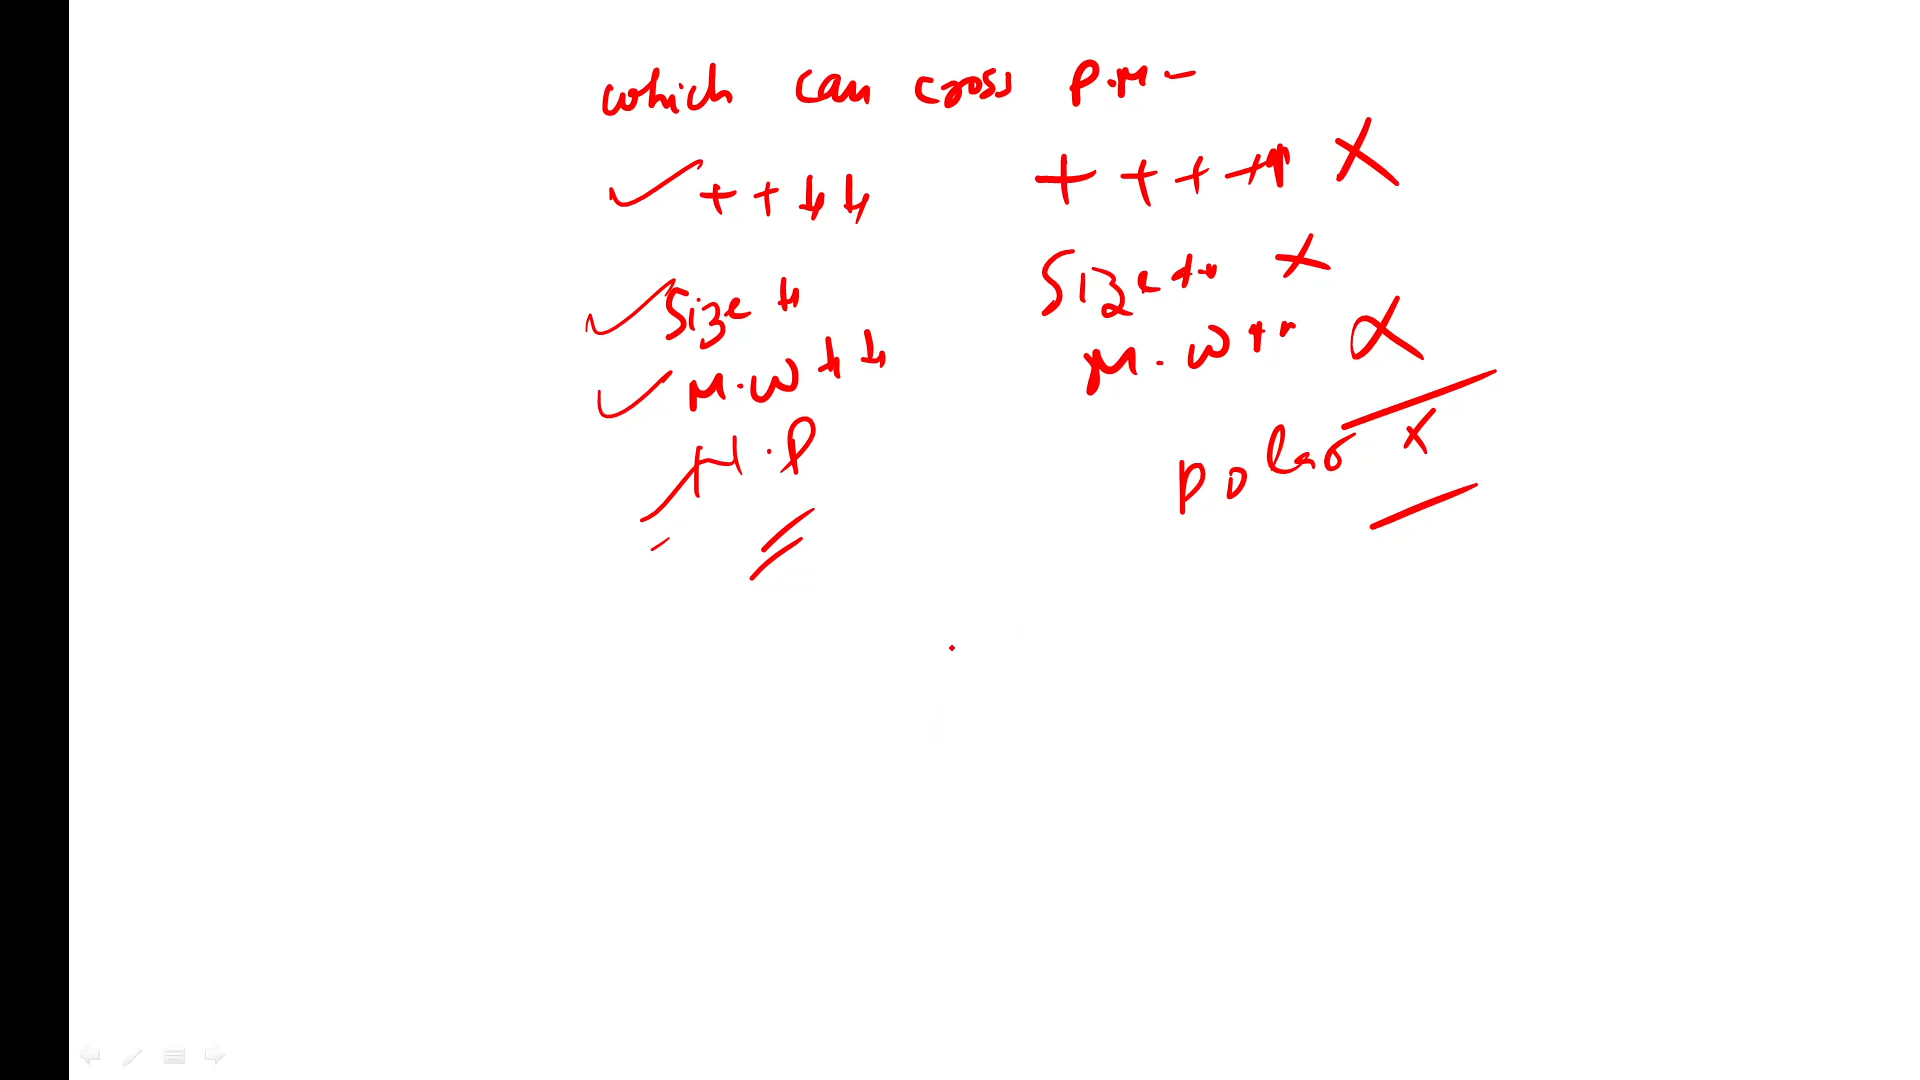 which can cross P.M -
✓ + + ↓↓ + + + +↑ X
✓ Size ↓ Size X
✓ M.W ↓↓ M.W X
N.P polar X